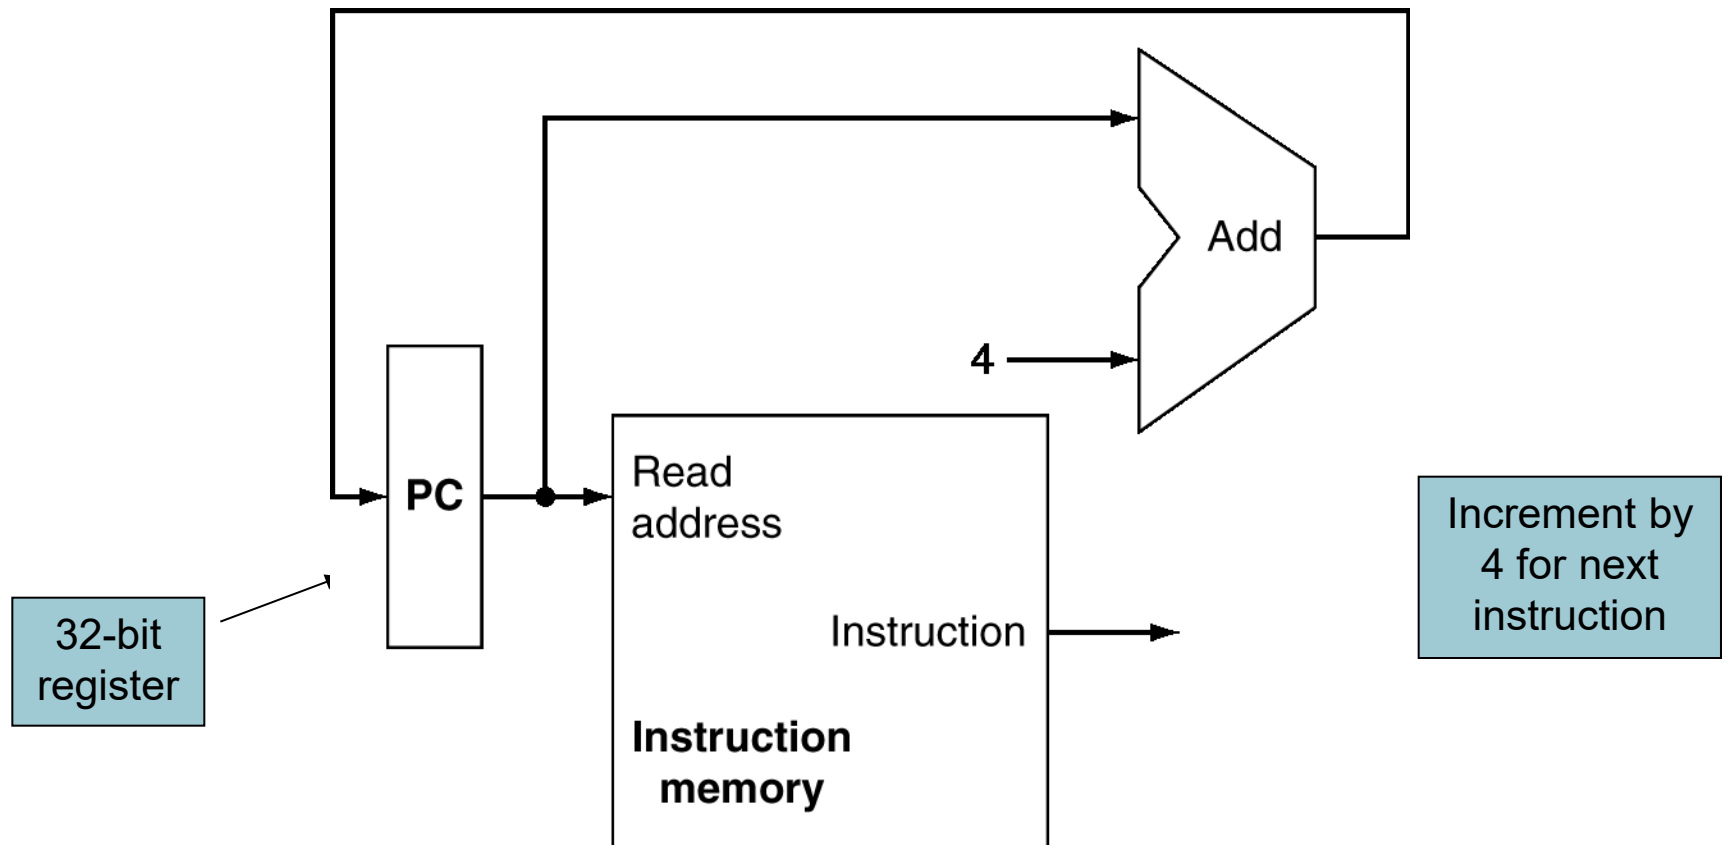 Add
4
PC
Read
address
Instruction
Instruction
memory
32-bit
register
Increment by
4 for next
instruction